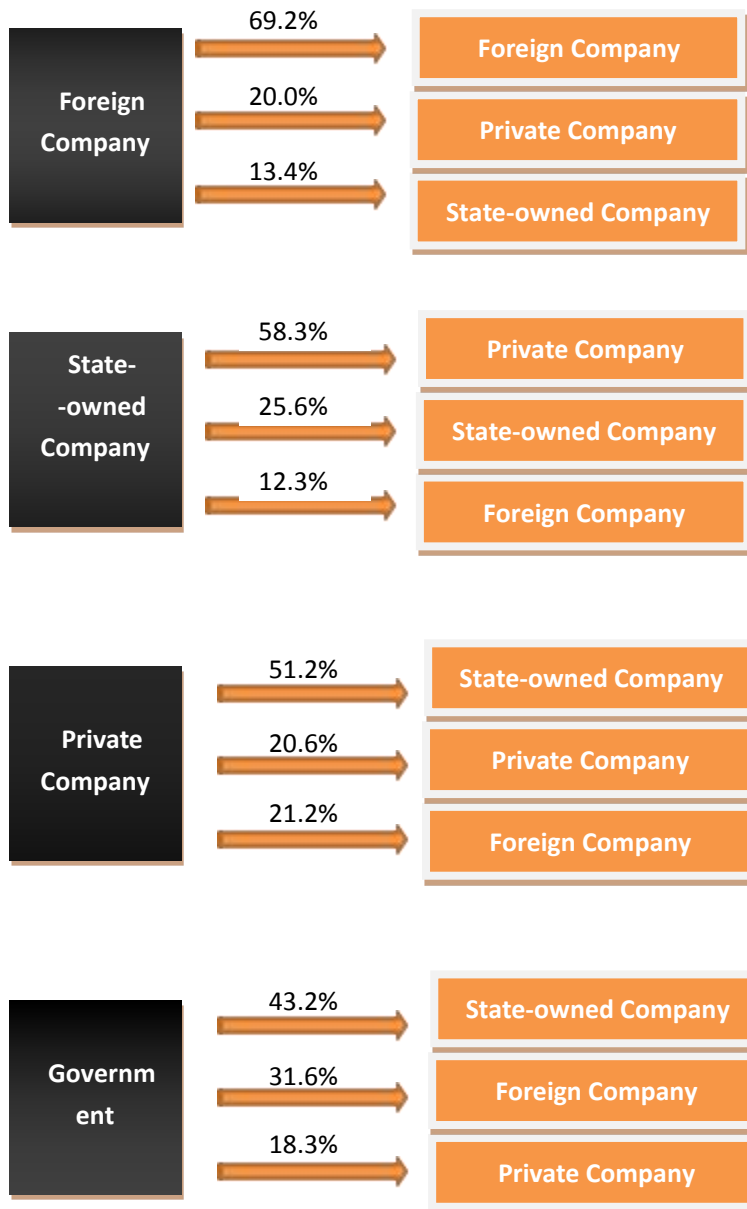 69.2%
Foreign Company
Foreign
Company
20.0%
Private Company
13.4%
State-owned Company
58.3%
Private Company
State-
-owned
Company
25.6%
State-owned Company
12.3%
Foreign Company
51.2%
State-owned Company
Private
Company
20.6%
Private Company
21.2%
Foreign Company
43.2%
State-owned Company
Governm
ent
31.6%
Foreign Company
18.3%
Private Company